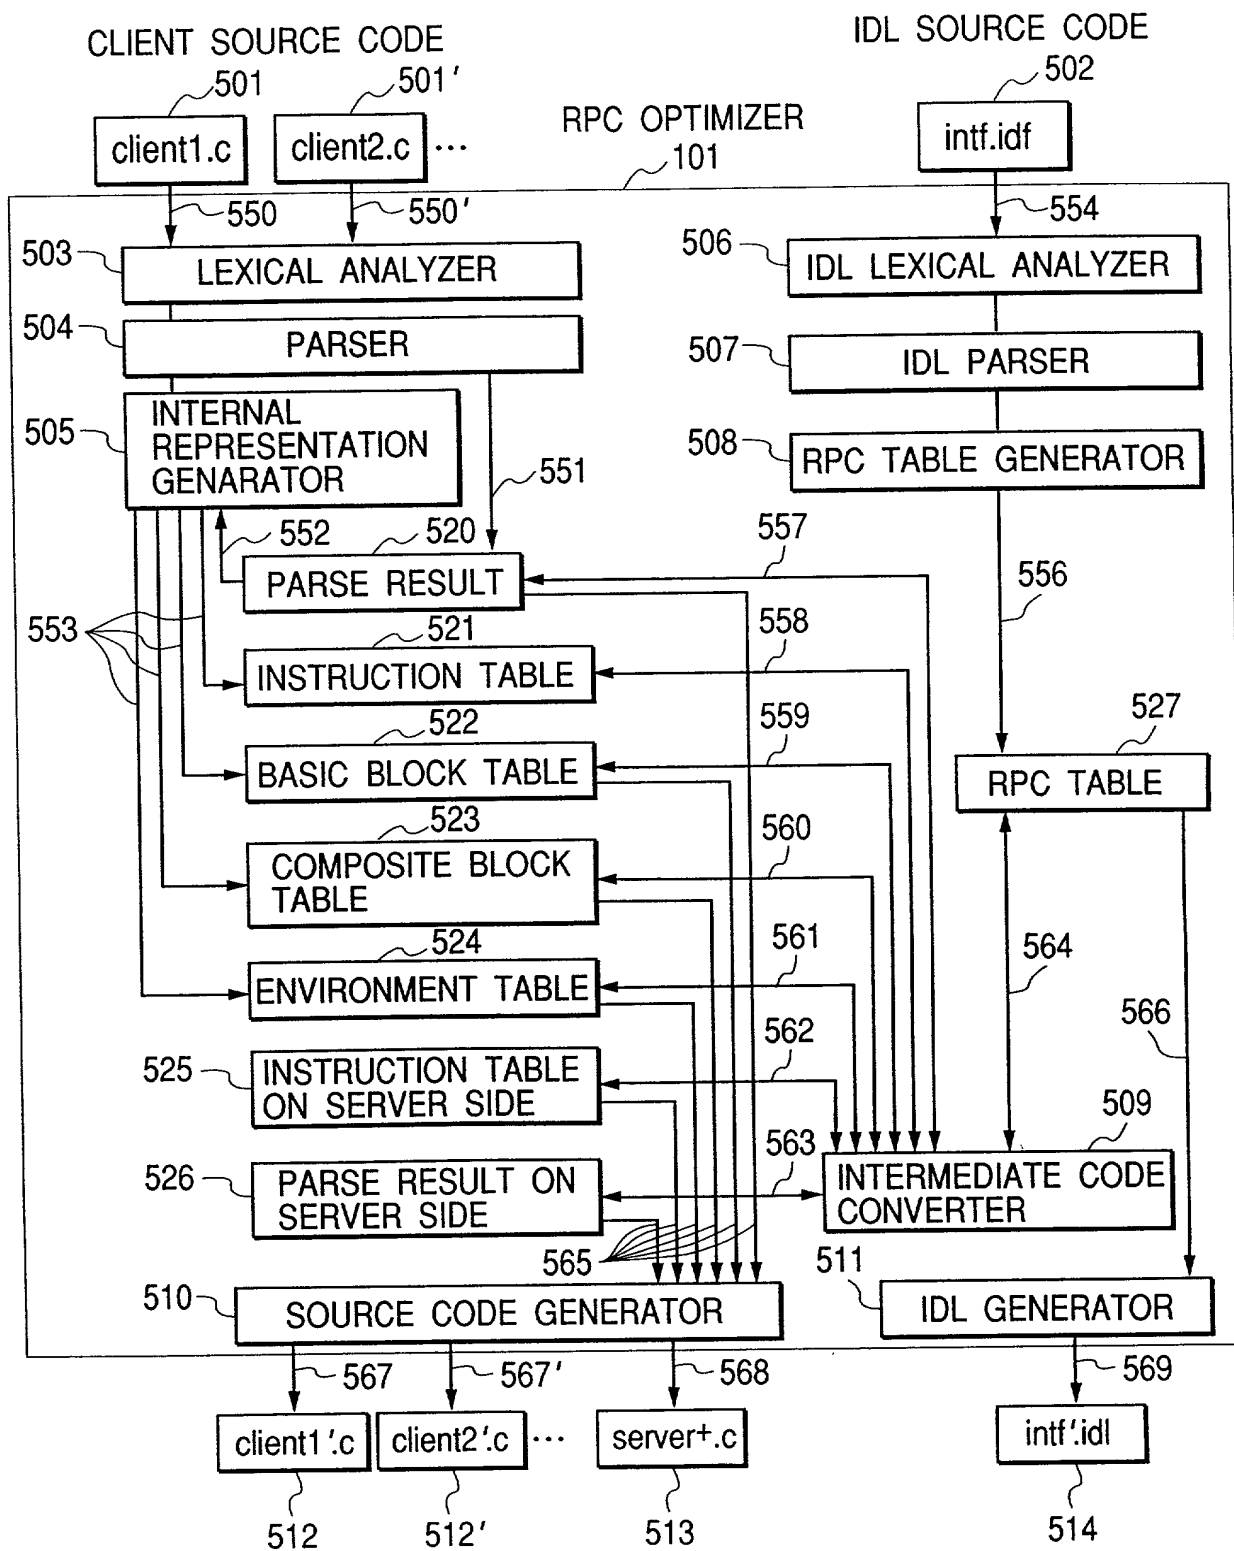 CLIENT SOURCE CODE
IDL SOURCE CODE
501
501′
502
RPC OPTIMIZER
101
client1.c
client2.c ...
intf.idf
550
550′
554
503
LEXICAL ANALYZER
506
IDL LEXICAL ANALYZER
504
PARSER
507
IDL PARSER
505
INTERNAL
REPRESENTATION
GENARATOR
508
RPC TABLE GENERATOR
551
552
520
557
PARSE RESULT
556
553
521
558
INSTRUCTION TABLE
522
559
527
BASIC BLOCK TABLE
RPC TABLE
523
560
COMPOSITE BLOCK
TABLE
524
561
564
ENVIRONMENT TABLE
566
562
525
INSTRUCTION TABLE
ON SERVER SIDE
509
563
526
PARSE RESULT ON
SERVER SIDE
INTERMEDIATE CODE
CONVERTER
565
511
510
SOURCE CODE GENERATOR
IDL GENERATOR
567
567′
568
569
client1′.c
client2′.c ...
server+.c
intf′.idl
512
512′
513
514